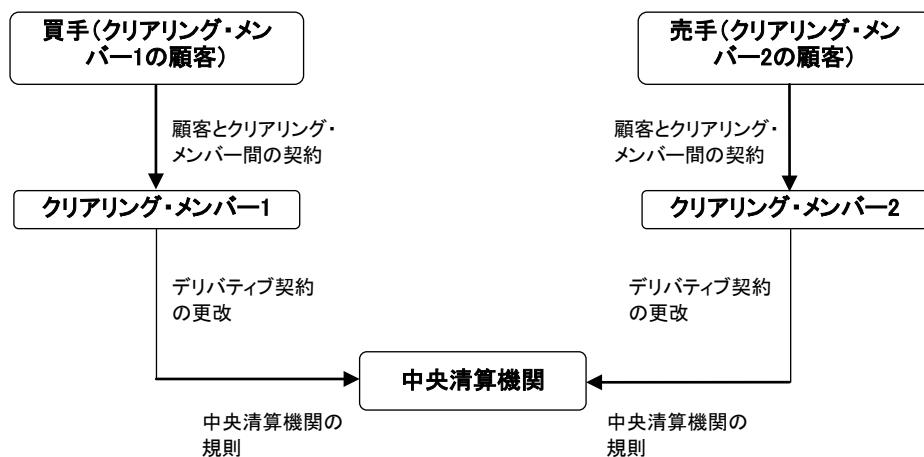 買手（クリアリング・メン
バー1の顧客）
売手（クリアリング・メン
バー2の顧客）
顧客とクリアリング・
メンバー間の契約
顧客とクリアリング・
メンバー間の契約
クリアリング・メンバー1
クリアリング・メンバー2
デリバティブ契約
の更改
デリバティブ契約
の更改
中央清算機関
中央清算機関の
規則
中央清算機関の
規則